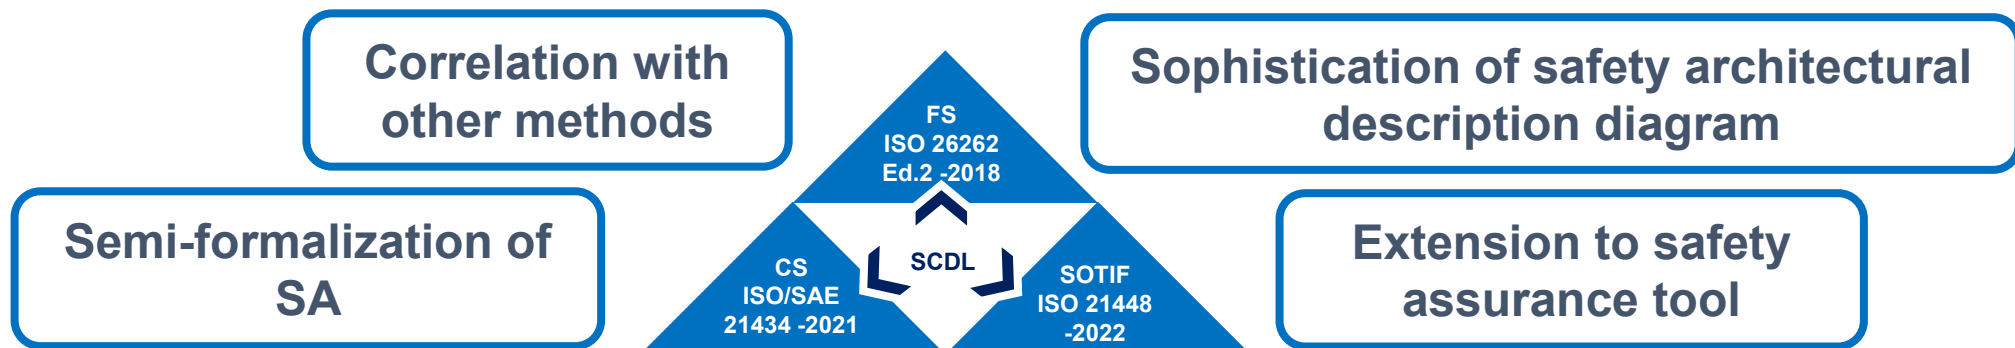 Correlation with
other methods
Sophistication of safety architectural
description diagram
FS
ISO 26262
Ed.2 -2018
Semi-formalization of
SA
SCDL
CS
ISO/SAE
21434 -2021
SOTIF
ISO 21448
-2022
Extension to safety
assurance tool